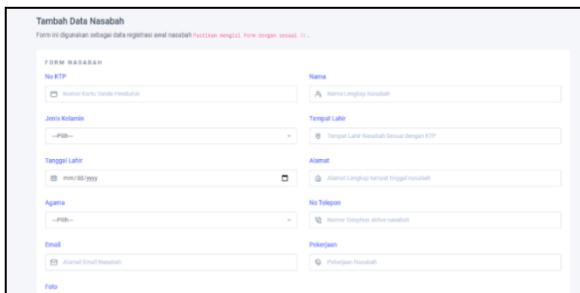 Tambah Data Nasabah
Form ini digunakan sebagai data registrasi awal nasabah Pastikan mengisi form dengan sesuai !!.
FORM NASABAH
No KTP
Nama
Nomor Kartu Tanda Penduduk
Nama Lengkap Nasabah
Jenis Kelamin
Tempat Lahir
--Pilih--
Tempat Lahir Nasabah Sesuai Dengan KTP
Tanggal Lahir
Alamat
mm/dd/yyyy
Alamat Lengkap tempat tinggal nasabah
Agama
No Telepon
--Pilih--
Nomor Telephon aktive nasabah
Email
Pekerjaan
Alamat Email Nasabah
Pekerjaan Nasabah
Foto